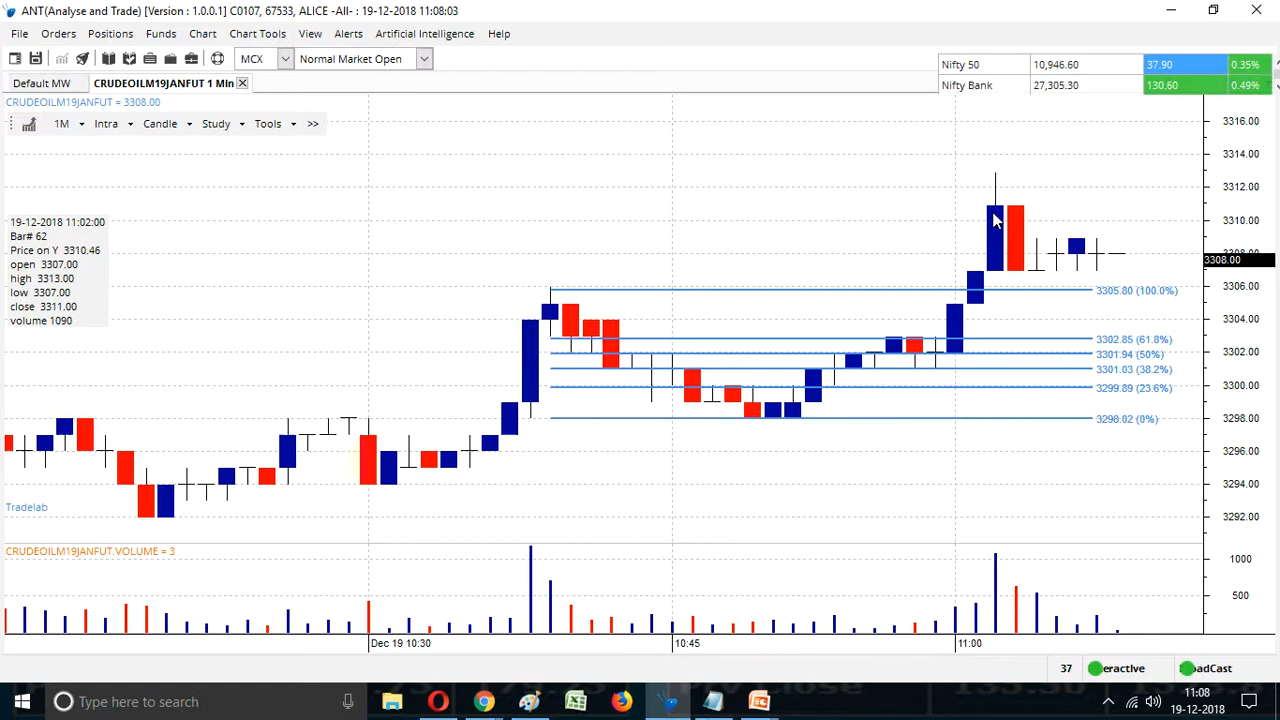 ANT(Analyse and Trade) [Version : 1.0.0.1] C0107, 67533, ALICE -All- : 19-12-2018 11:08:03
File Orders Positions Funds Chart Chart Tools View Alerts Artificial Intelligence Help
MCX Normal Market Open
Nifty 50 10,946.60 37.90 0.35%
Nifty Bank 27,305.30 130.60 0.49%
Default MW CRUDEOILM19JANFUT 1 Min
CRUDEOILM19JANFUT = 3308.00
1M Intra Candle Study Tools >>
19-12-2018 11:02:00
Bar# 62
Price on Y 3310.46
open 3307.00
high 3313.00
low 3307.00
close 3311.00
volume 1090
3316.00
3314.00
3312.00
3310.00
3308.00
3306.00
3304.00
3302.00
3300.00
3298.00
3296.00
3294.00
3292.00
3305.80 (100.0%)
3302.85 (61.8%)
3301.94 (50%)
3301.03 (38.2%)
3299.89 (23.6%)
3298.02 (0%)
Tradelab
CRUDEOILM19JANFUT.VOLUME = 3
1000
500
Dec 19 10:30 10:45 11:00
37
Type here to search
11:08
19-12-2018